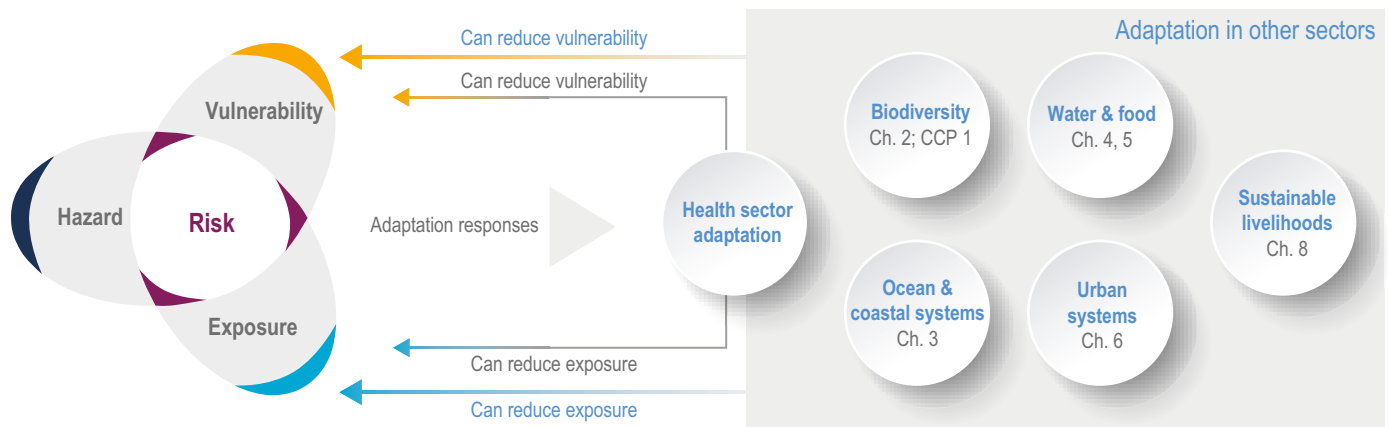 Adaptation in other sectors
Can reduce vulnerability
Can reduce vulnerability
Vulnerability
Hazard
Risk
Exposure
Adaptation responses
Health sector
adaptation
Biodiversity
Ch. 2; CCP 1
Water & food
Ch. 4, 5
Sustainable
livelihoods
Ch. 8
Ocean &
coastal systems
Ch. 3
Urban
systems
Ch. 6
Can reduce exposure
Can reduce exposure